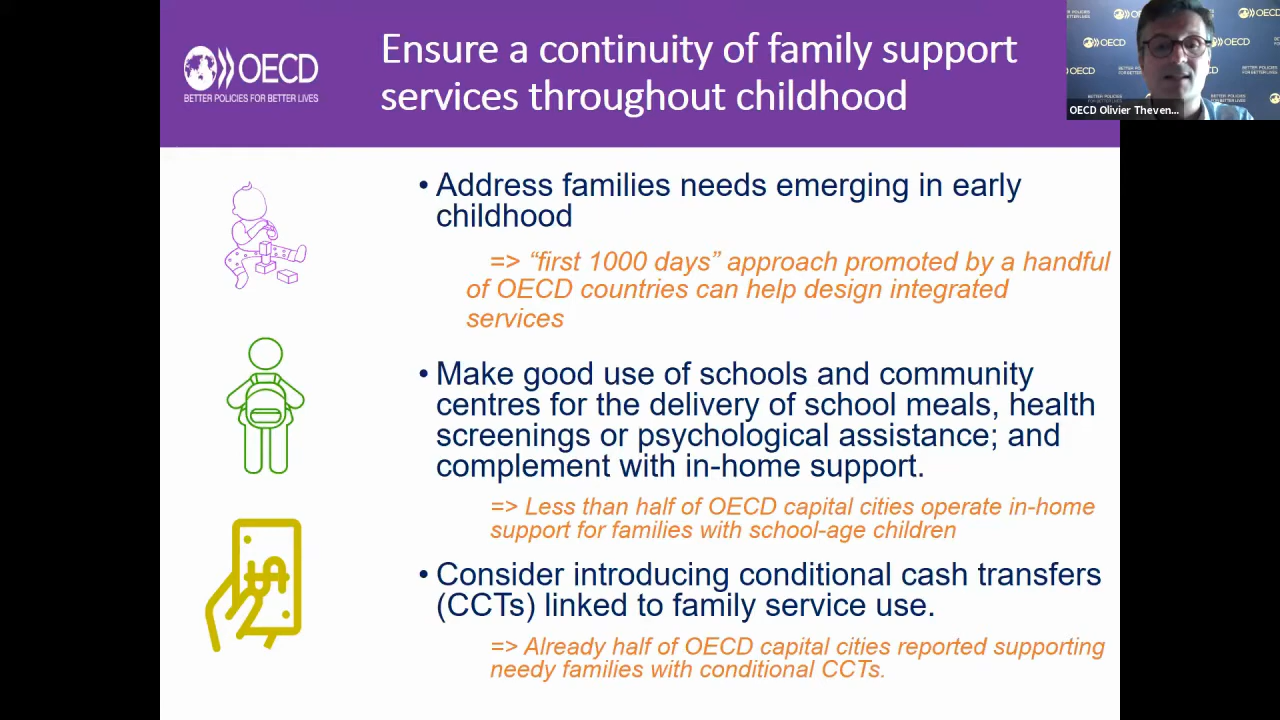 OECD
BETTER POLICIES FOR BETTER LIVES
Ensure a continuity of family support
services throughout childhood
OECD Olivier Theven...
• Address families needs emerging in early
childhood
=> “first 1000 days” approach promoted by a handful
of OECD countries can help design integrated
services
• Make good use of schools and community
centres for the delivery of school meals, health
screenings or psychological assistance; and
complement with in-home support.
=> Less than half of OECD capital cities operate in-home
support for families with school-age children
• Consider introducing conditional cash transfers
(CCTs) linked to family service use.
=> Already half of OECD capital cities reported supporting
needy families with conditional CCTs.